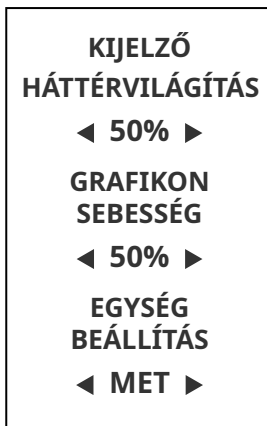 KIJELZŐ
HÁTTÉRVILÁGÍTÁS
◀ 50% ▶
GRAFIKON
SEBESSÉG
◀ 50% ▶
EGYSÉG
BEÁLLÍTÁS
◀ MET ▶